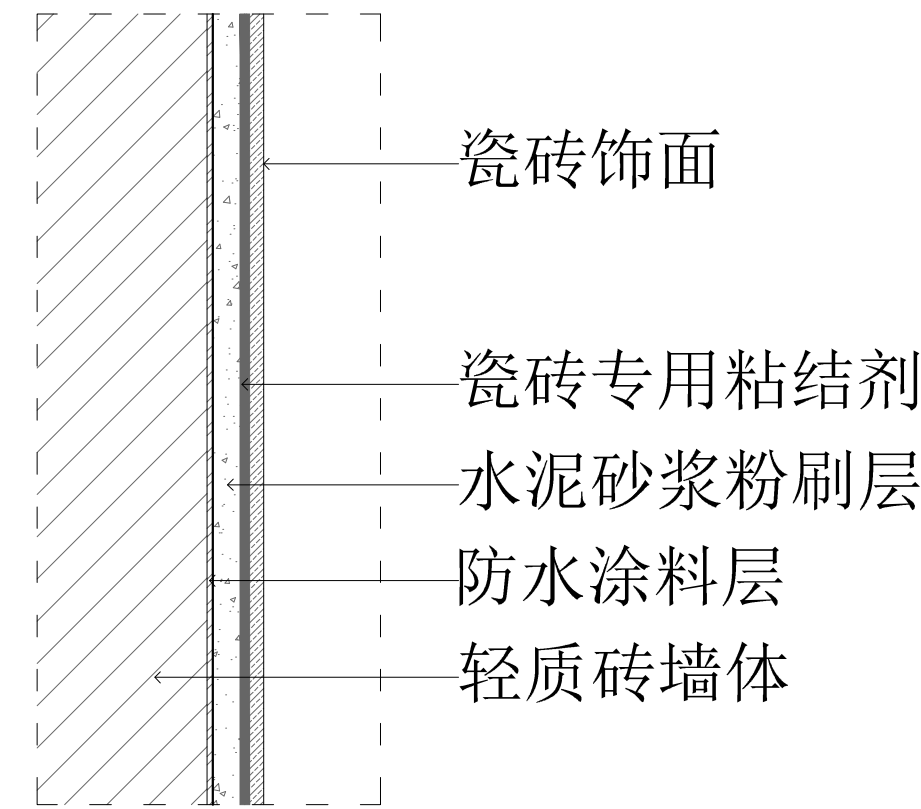 瓷砖饰面
瓷砖专用粘结剂
水泥砂浆粉刷层
防水涂料层
轻质砖墙体